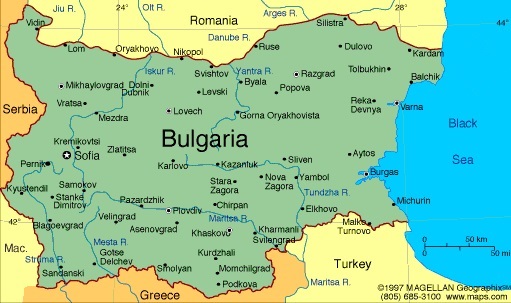 Jiu R.
24°
Olt R.
Arges R.
Silistra
28°
44°
Vidin
Romania
Danube R.
Lom
Oryakhovo
Nikopol
Ruse
Dulovo
Kardam
Iskur R.
Svishtov
Yantra R.
Razgrad
Tolbukhin
Mikhaylovgrad
Dolni
Dubnik
Levski
Byala
Popova
Balchik
Serbia
Vratsa
Mezdra
Lovech
Gorna Oryakhovista
Reka
Devnya
Varna
Black
Sea
Kremikovtsi
Bulgaria
Pernik
Sofia
Zlatitsa
Karlovo
Kazanluk
Sliven
Aytos
Burgas
Kyustendil
Samokov
Stanke
Dimitrov
Stara
Zagora
Nova
Zagora
Yambol
Tundzha R.
Michurin
Pazardzhik
Plovdiv
Chirpan
Maritsa R.
Elkhovo
Malko
Turnovo
42°
Blagoevgrad
Velingrad
Asenovgrad
Khaskovo
Kharmanli
Svilengrad
0
50 km
0
50 mi
Mac.
Struma R.
Mesta R.
Gotse
Delchev
Sandanski
Smolyan
Kurdzhali
Momchilgrad
Podkova
Turkey
Maritsa R.
Greece
©1997 MAGELLAN Geographix℠
(805) 685-3100 www.maps.com